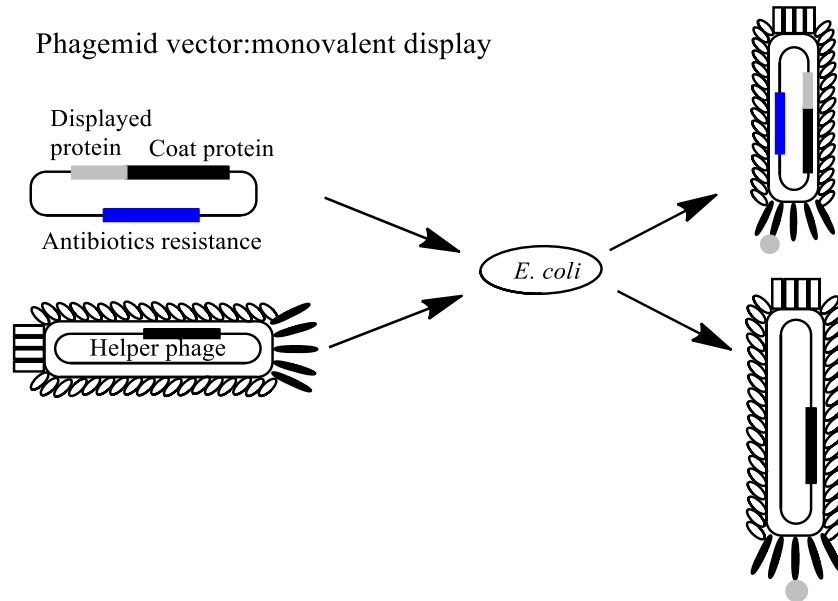 Phagemid vector:monovalent display
Displayed
protein
Coat protein
Antibiotics resistance
E. coli
Helper phage